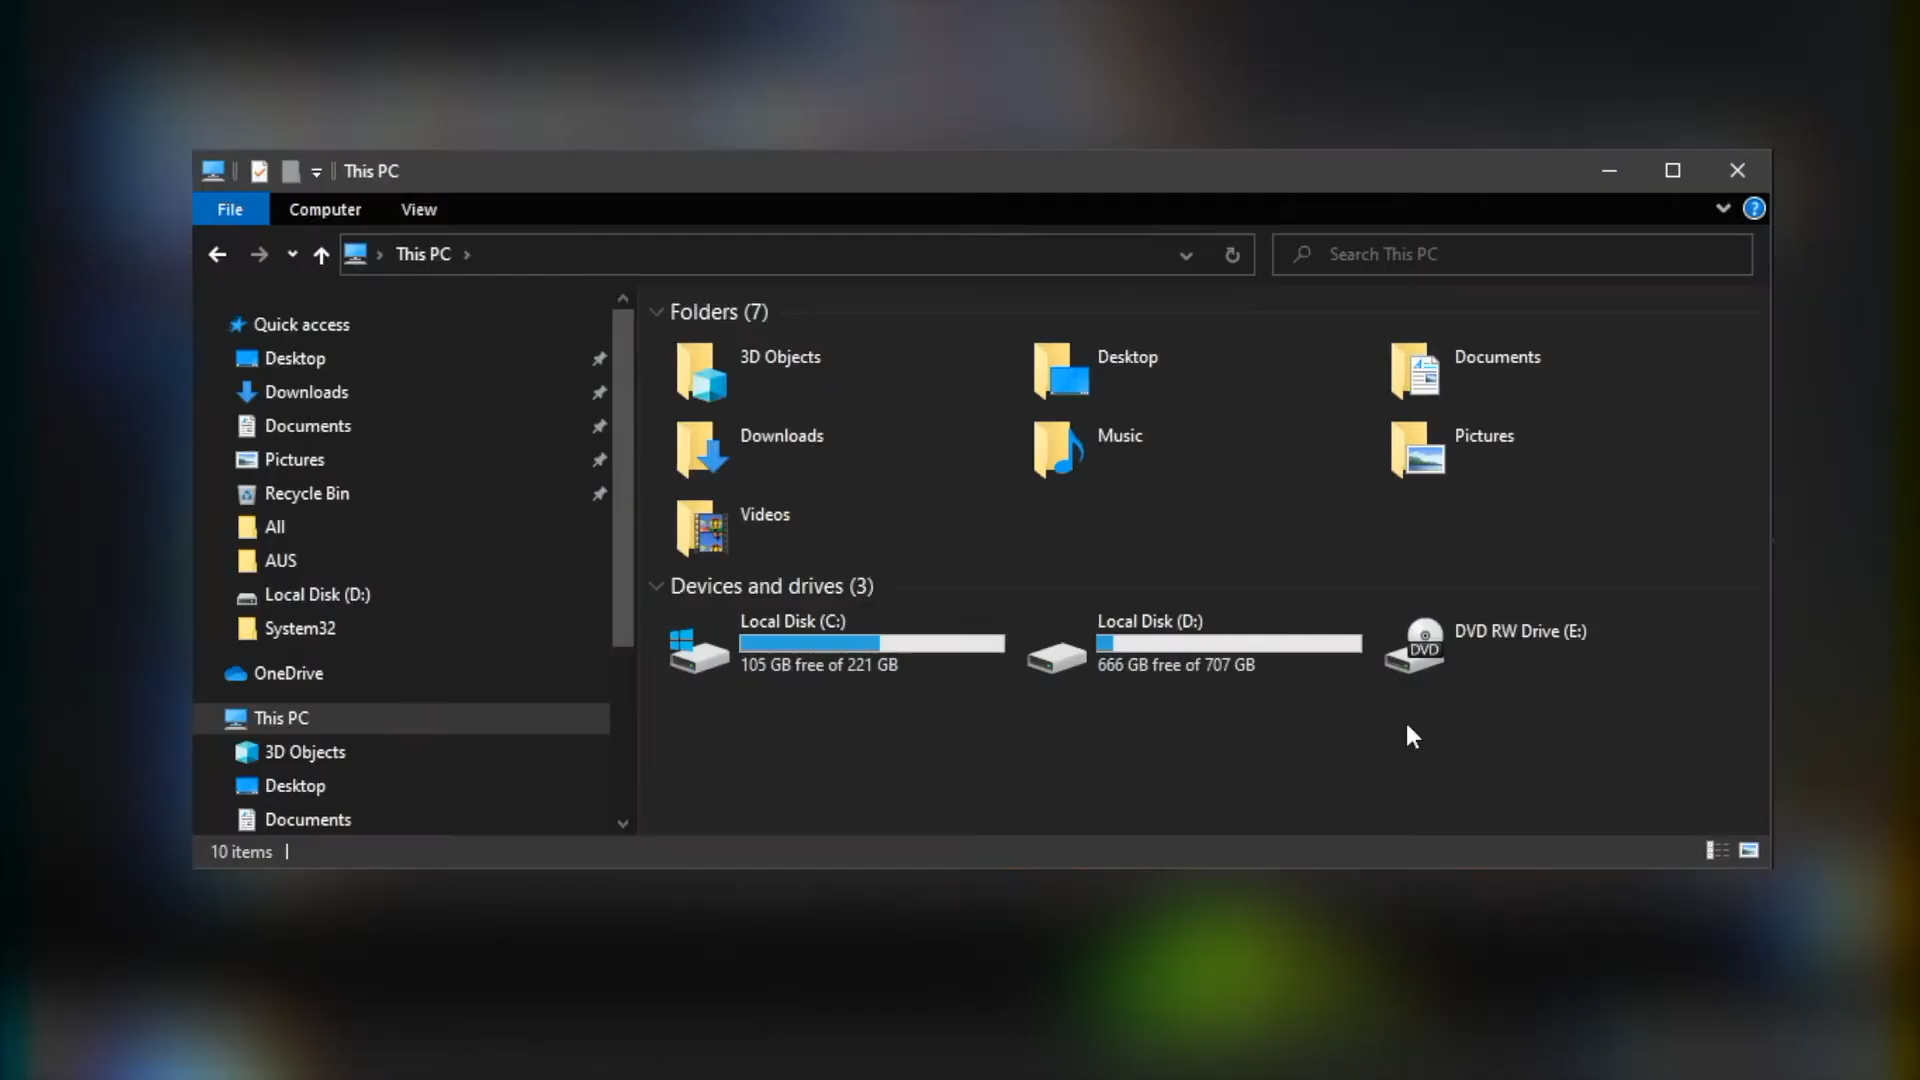 This PC
File Computer View
This PC
Search This PC
Quick access
Desktop
Downloads
Documents
Pictures
Recycle Bin
All
AUS
Local Disk (D:)
System32
OneDrive
This PC
3D Objects
Desktop
Documents
Folders (7)
3D Objects Desktop Documents
Downloads Music Pictures
Videos
Devices and drives (3)
Local Disk (C:)
105 GB free of 221 GB
Local Disk (D:)
666 GB free of 707 GB
DVD
DVD RW Drive (E:)
10 items